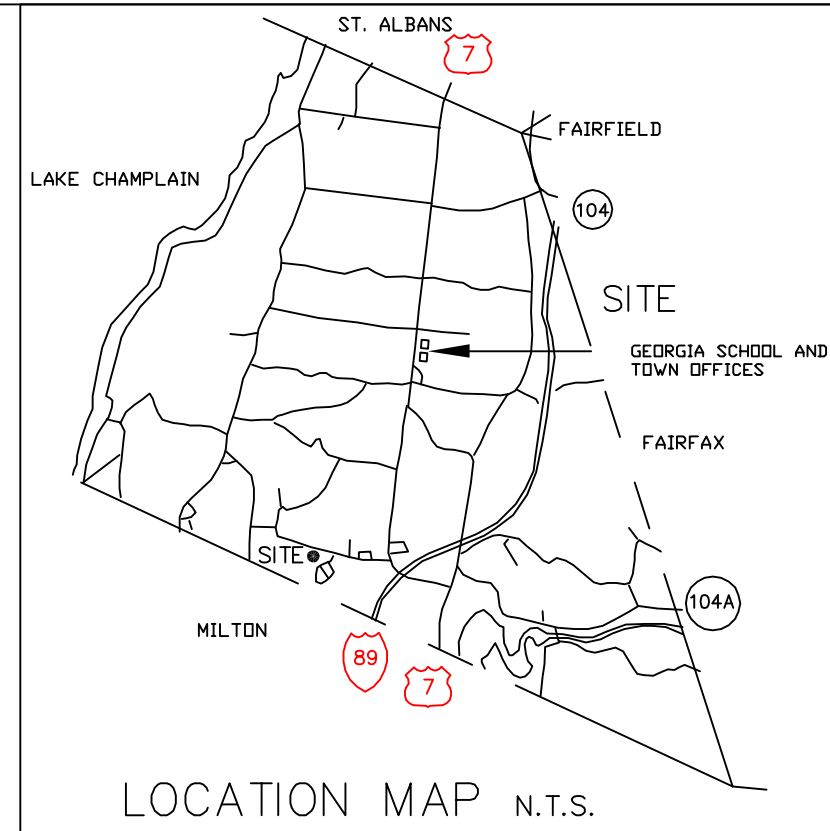 ST. ALBANS
7
FAIRFIELD
LAKE CHAMPLAIN
104
SITE
GEORGIA SCHOOL AND
TOWN OFFICES
FAIRFAX
SITE
104A
MILTON
89
7
LOCATION MAP N.T.S.